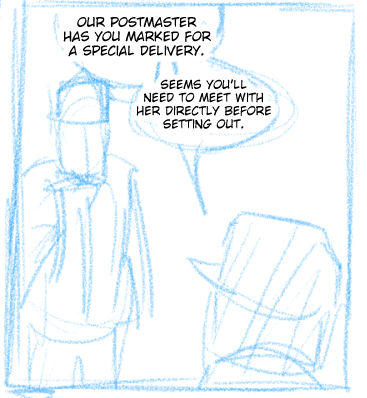 OUR POSTMASTER
HAS YOU MARKED FOR
A SPECIAL DELIVERY.
SEEMS YOU'LL
NEED TO MEET WITH
HER DIRECTLY BEFORE
SETTING OUT.